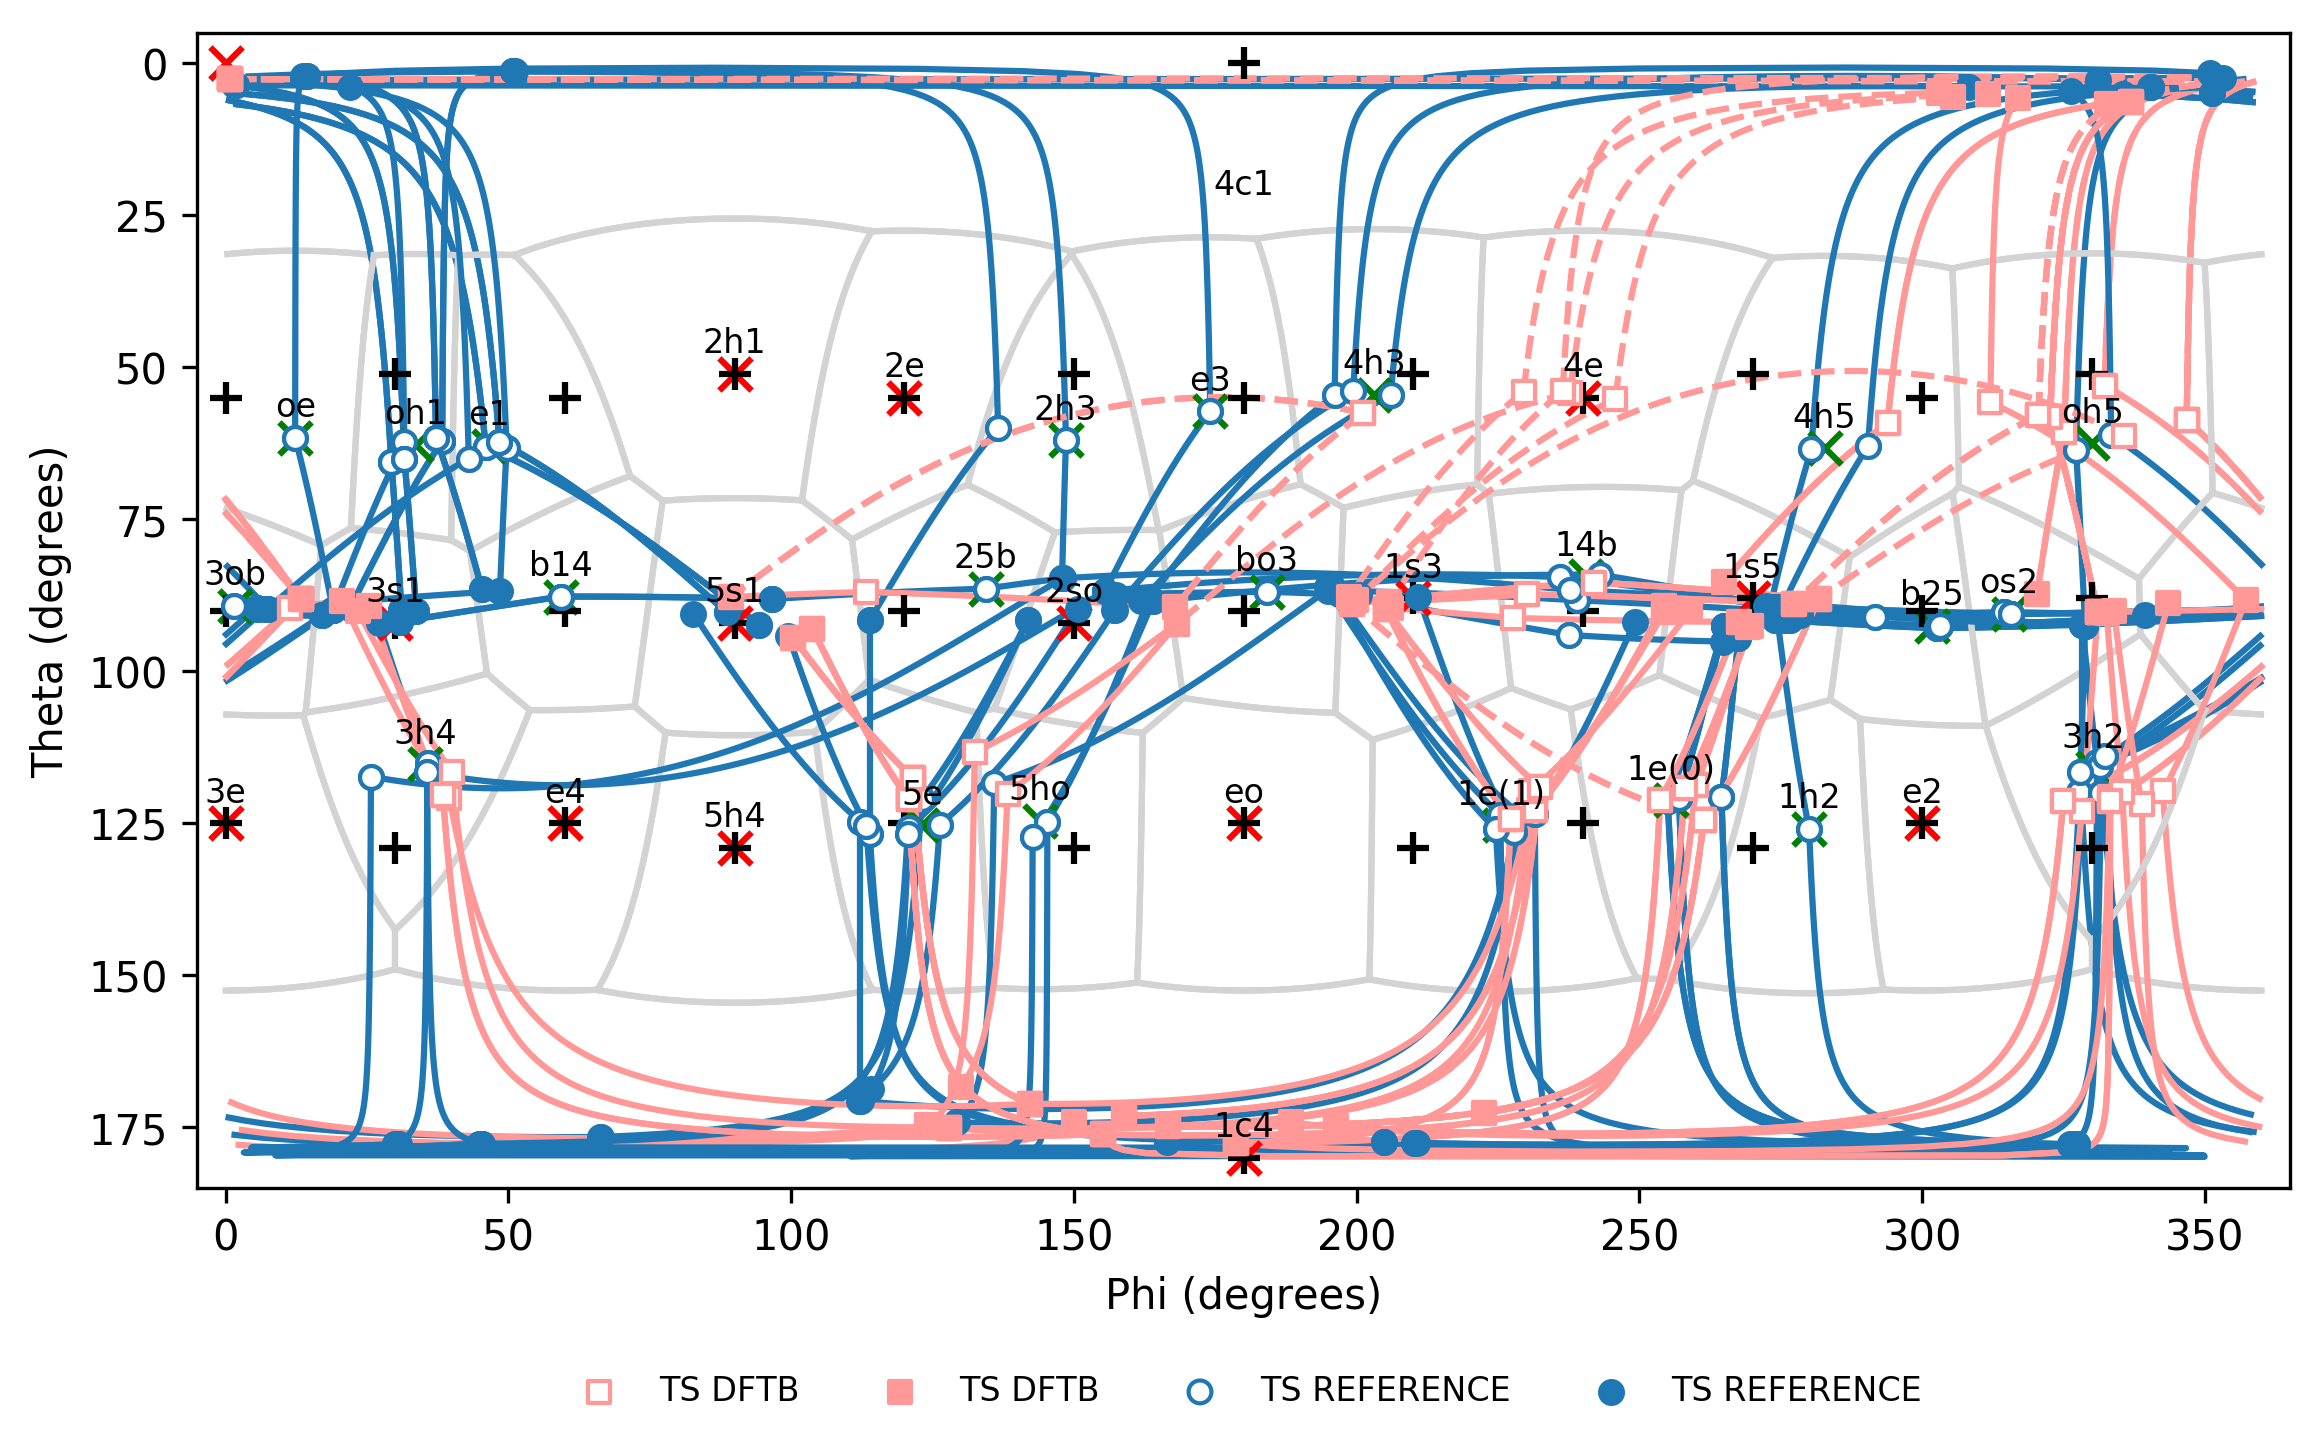 0
4c1
25
2h1
2e
4e
4h3
50
e3
oe
oh1
e1
2h3
4h5
oh5
Theta (degrees)
75
3ob
3s1
b14
5s1
25b
2so
bo3
1s3
14b
1s5
b25
os2
100
3h4
3h2
3e
e4
5h4
5e
5ho
eo
1e(1)
1e(0)
1h2
e2
125
150
175
1c4
0 50 100 150 200 250 300 350
Phi (degrees)
TS DFTB TS DFTB TS REFERENCE TS REFERENCE